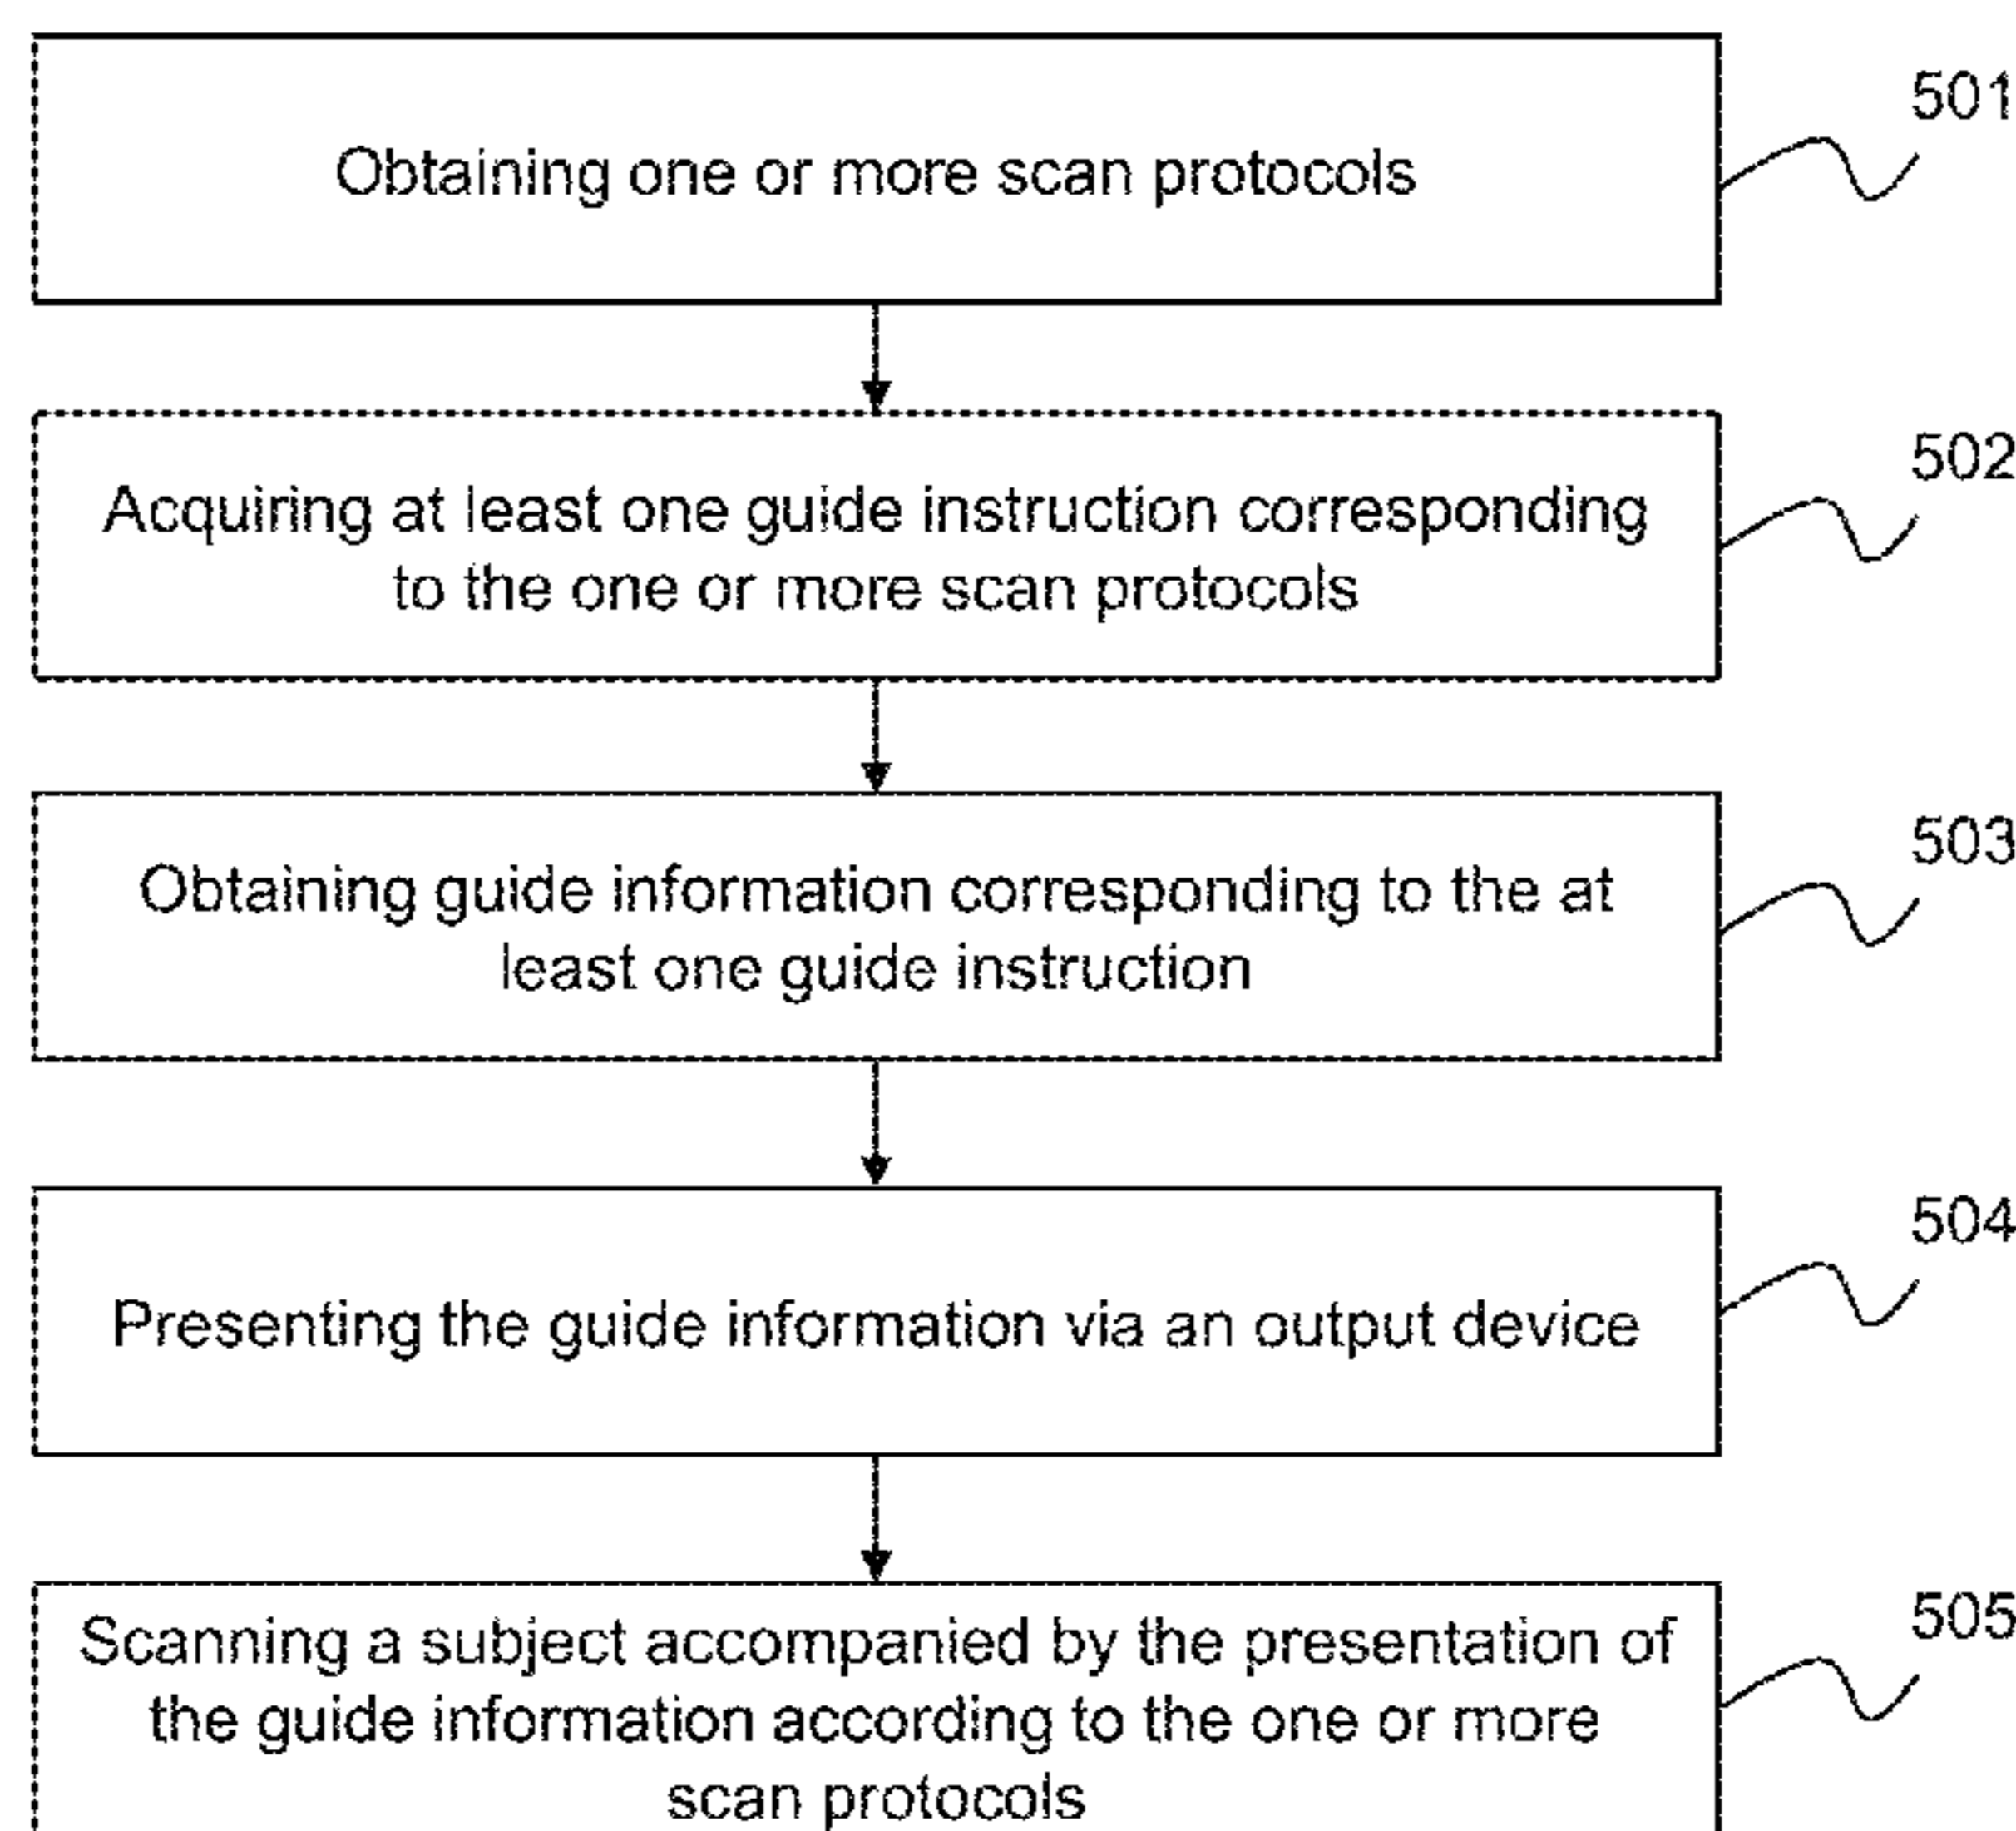 501
Obtaining one or more scan protocols
502
Acquiring at least one guide instruction corresponding
to the one or more scan protocols
503
Obtaining guide information corresponding to the at
least one guide instruction
504
Presenting the guide information via an output device
505
Scanning a subject accompanied by the presentation of
the guide information according to the one or more
scan protocols